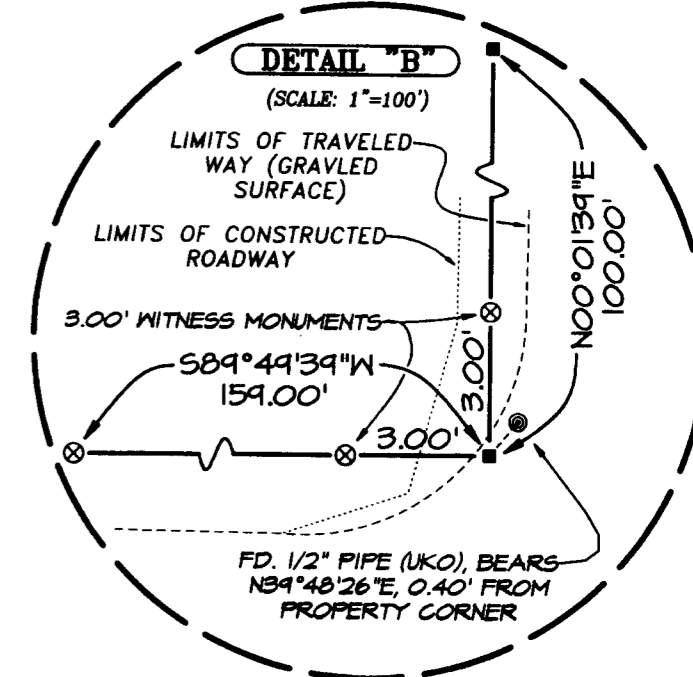 DETAIL "B"
(SCALE: 1"=100')
LIMITS OF TRAVELED
WAY (GRAVLED
SURFACE)
LIMITS OF CONSTRUCTED
ROADWAY
3.00' WITNESS MONUMENTS
S89°49'39"W
159.00'
3.00'
3.00'
N00°01'39"E
100.00'
FD. 1/2" PIPE (UKO), BEARS
N39°48'26"E, 0.40' FROM
PROPERTY CORNER